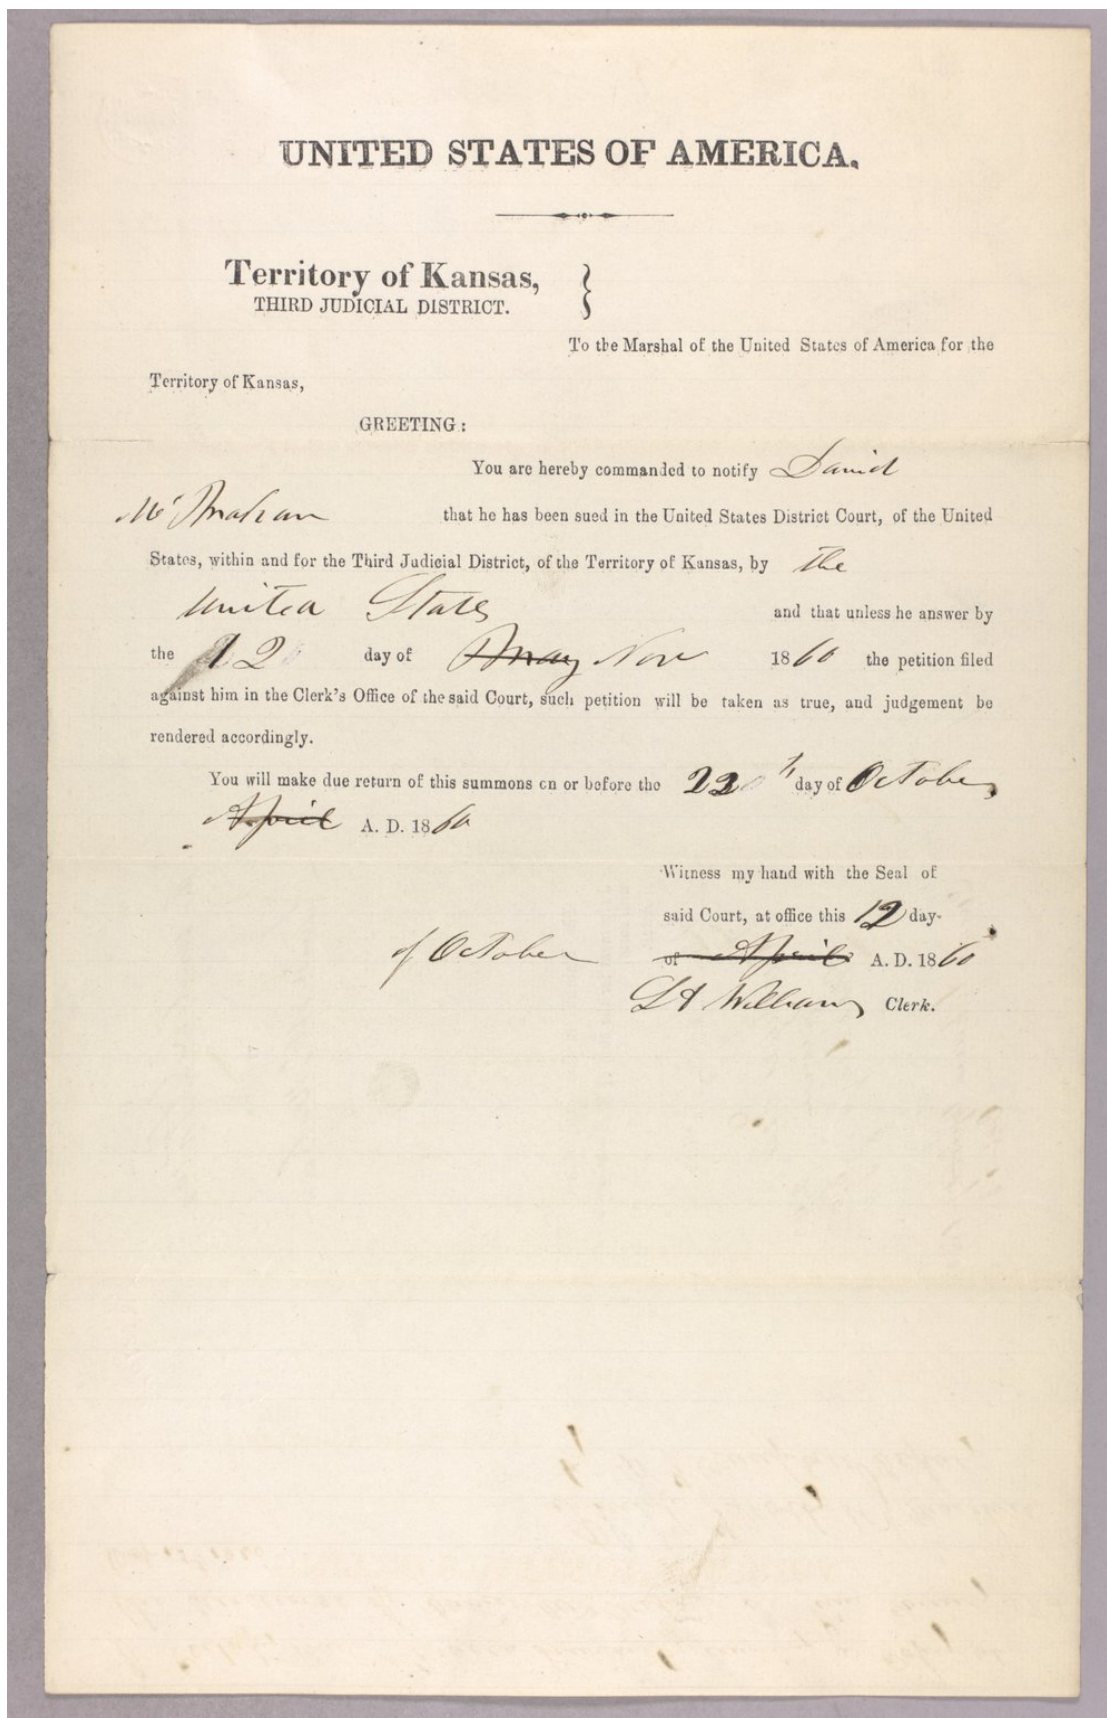 UNITED STATES OF AMERICA.
Territory of Kansas,
THIRD JUDICIAL DISTRICT.
To the Marshal of the United States of America for the
Territory of Kansas,
GREETING:
You are hereby commanded to notify David
that he has been sued in the United States District Court, of the United
States, within and for the Third Judicial District, of the Territory of Kansas, by the
United States and that unless he answer by
the 12 day of May Nov 1860 the petition filed
against him in the Clerk's Office of the said Court, such petition will be taken as true, and judgement be
rendered accordingly.
You will make due return of this summons on or before the 22 day of October
April A. D. 1860
Witness my hand with the Seal of
said Court, at office this 12 day
of October of April A. D. 1860
Williams Clerk.